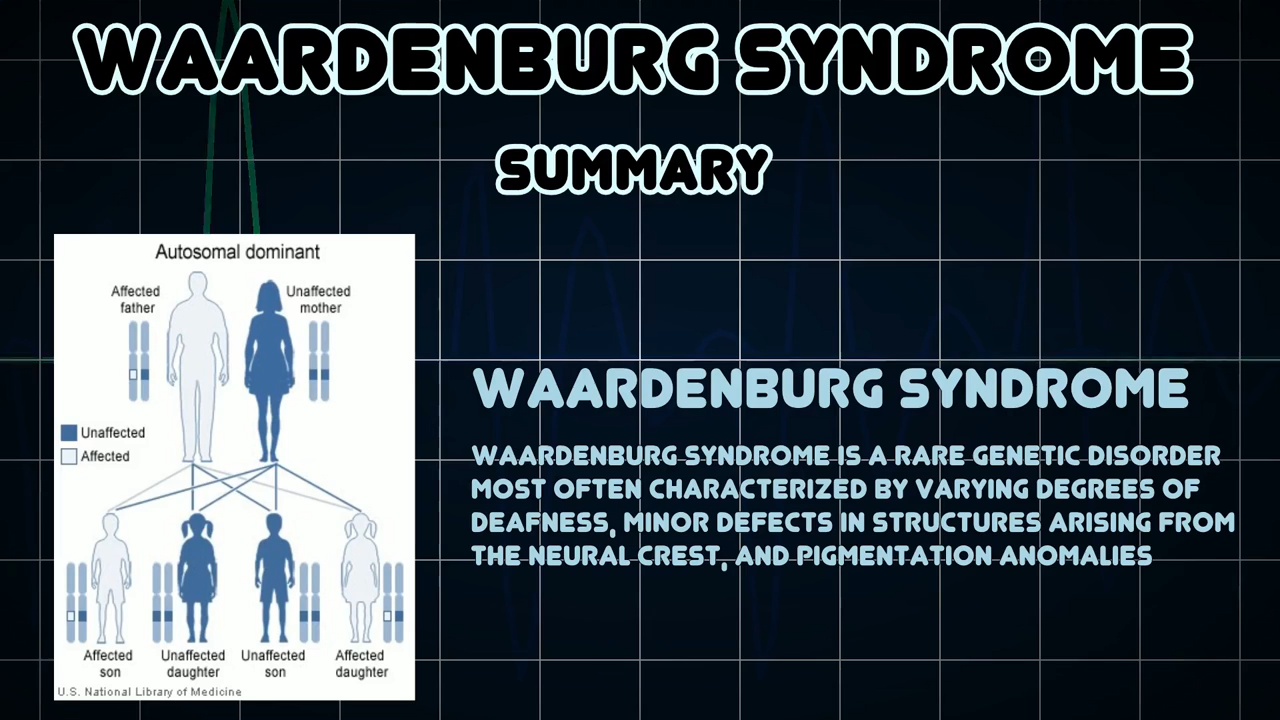 WAARDENBURG SYNDROME
SUMMARY
Autosomal dominant
Affected father
Unaffected mother
Unaffected
Affected
Affected son
Unaffected daughter
Unaffected son
Affected daughter
U.S. National Library of Medicine
WAARDENBURG SYNDROME
WAARDENBURG SYNDROME IS A RARE GENETIC DISORDER
MOST OFTEN CHARACTERIZED BY VARYING DEGREES OF
DEAFNESS, MINOR DEFECTS IN STRUCTURES ARISING FROM
THE NEURAL CREST, AND PIGMENTATION ANOMALIES